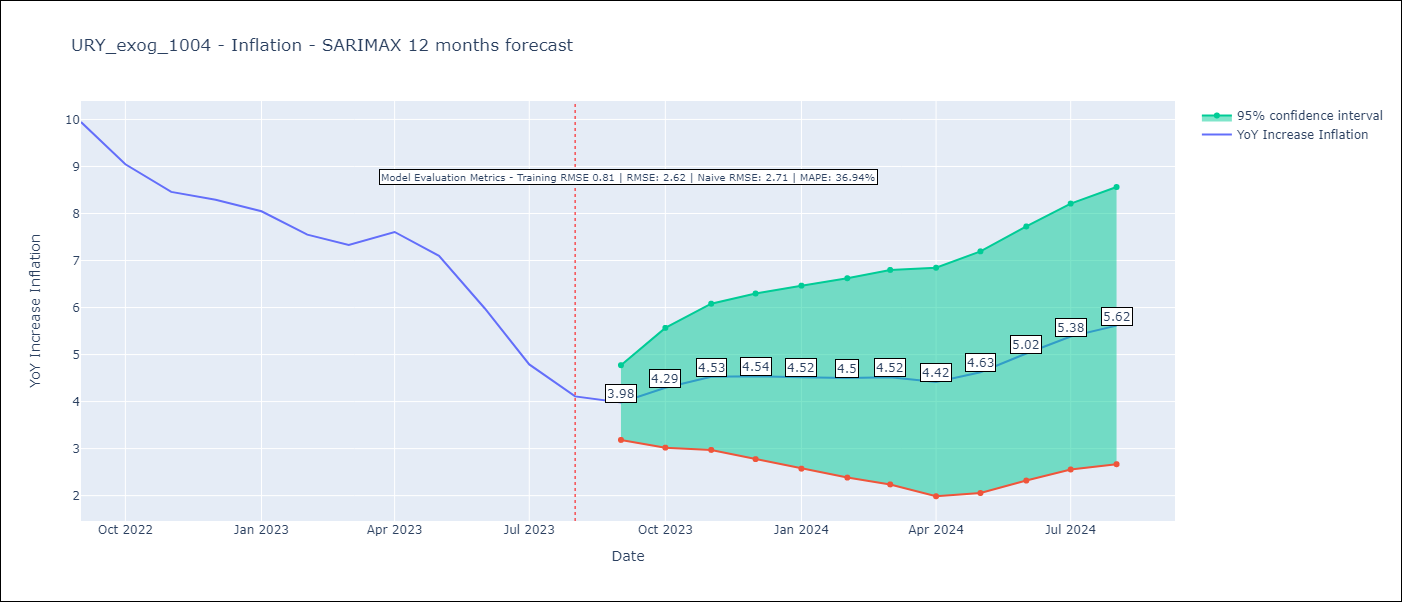 URY_exog_1004 - Inflation - SARIMAX 12 months forecast
95% confidence interval
YoY Increase Inflation
Model Evaluation Metrics - Training RMSE 0.81 | RMSE: 2.62 | Naive RMSE: 2.71 | MAPE: 36.94%
YoY Increase Inflation
10
9
8
7
6
5
4
3
2
3.98
4.29
4.53
4.54
4.52
4.5
4.52
4.42
4.63
5.02
5.38
5.62
Oct 2022
Jan 2023
Apr 2023
Jul 2023
Oct 2023
Jan 2024
Apr 2024
Jul 2024
Date